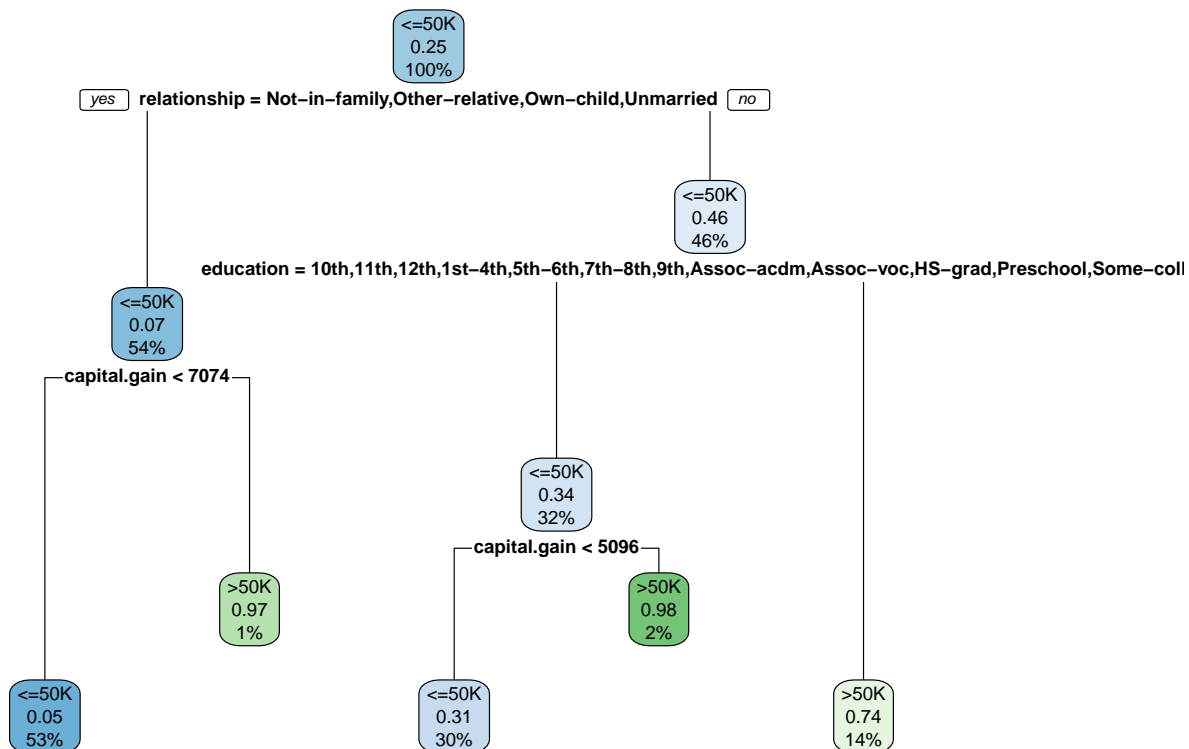 <=50K
0.25
100%
yes relationship = Not−in−family,Other−relative,Own−child,Unmarried no
<=50K
0.46
46%
education = 10th,11th,12th,1st−4th,5th−6th,7th−8th,9th,Assoc−acdm,Assoc−voc,HS−grad,Preschool,Some−coll
<=50K
0.07
54%
capital.gain < 7074
<=50K
0.34
32%
capital.gain < 5096
>50K
0.97
1%
>50K
0.98
2%
<=50K
0.05
53%
<=50K
0.31
30%
>50K
0.74
14%